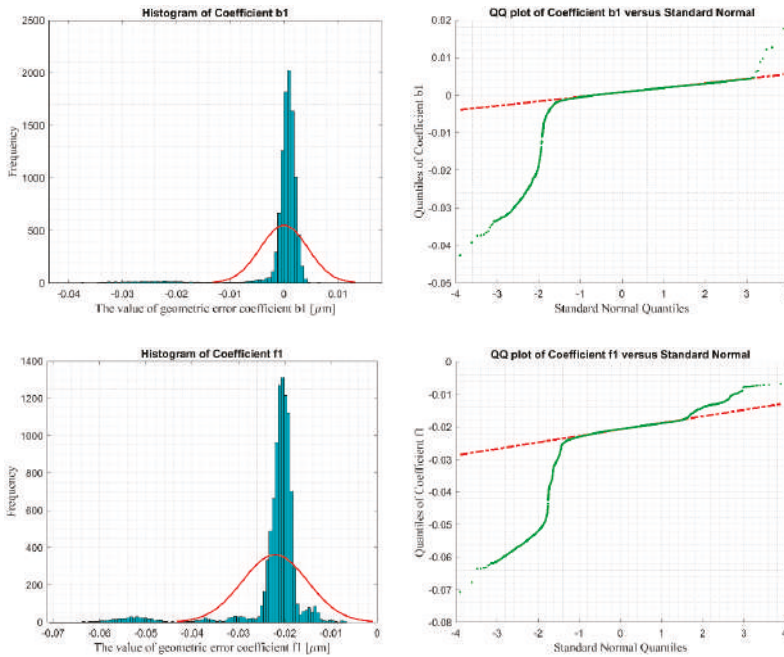 Histogram of Coefficient b1
2500
2000
1500
1000
500
0
Frequency
-0.04 -0.03 -0.02 -0.01 0 0.01
The value of geometric error coefficient b1 [μm]
QQ plot of Coefficient b1 versus Standard Normal
0.02
0.01
0
-0.01
-0.02
-0.03
-0.04
-0.05
Quantiles of Coefficient b1
-4 -3 -2 -1 0 1 2 3
Standard Normal Quantiles
Histogram of Coefficient f1
1400
1200
1000
800
600
400
200
0
Frequency
-0.07 -0.06 -0.05 -0.04 -0.03 -0.02 -0.01 0
The value of geometric error coefficient f1 [μm]
QQ plot of Coefficient f1 versus Standard Normal
0
-0.01
-0.02
-0.03
-0.04
-0.05
-0.06
-0.07
-0.08
Quantiles of Coefficient f1
-4 -3 -2 -1 0 1 2 3
Standard Normal Quantiles